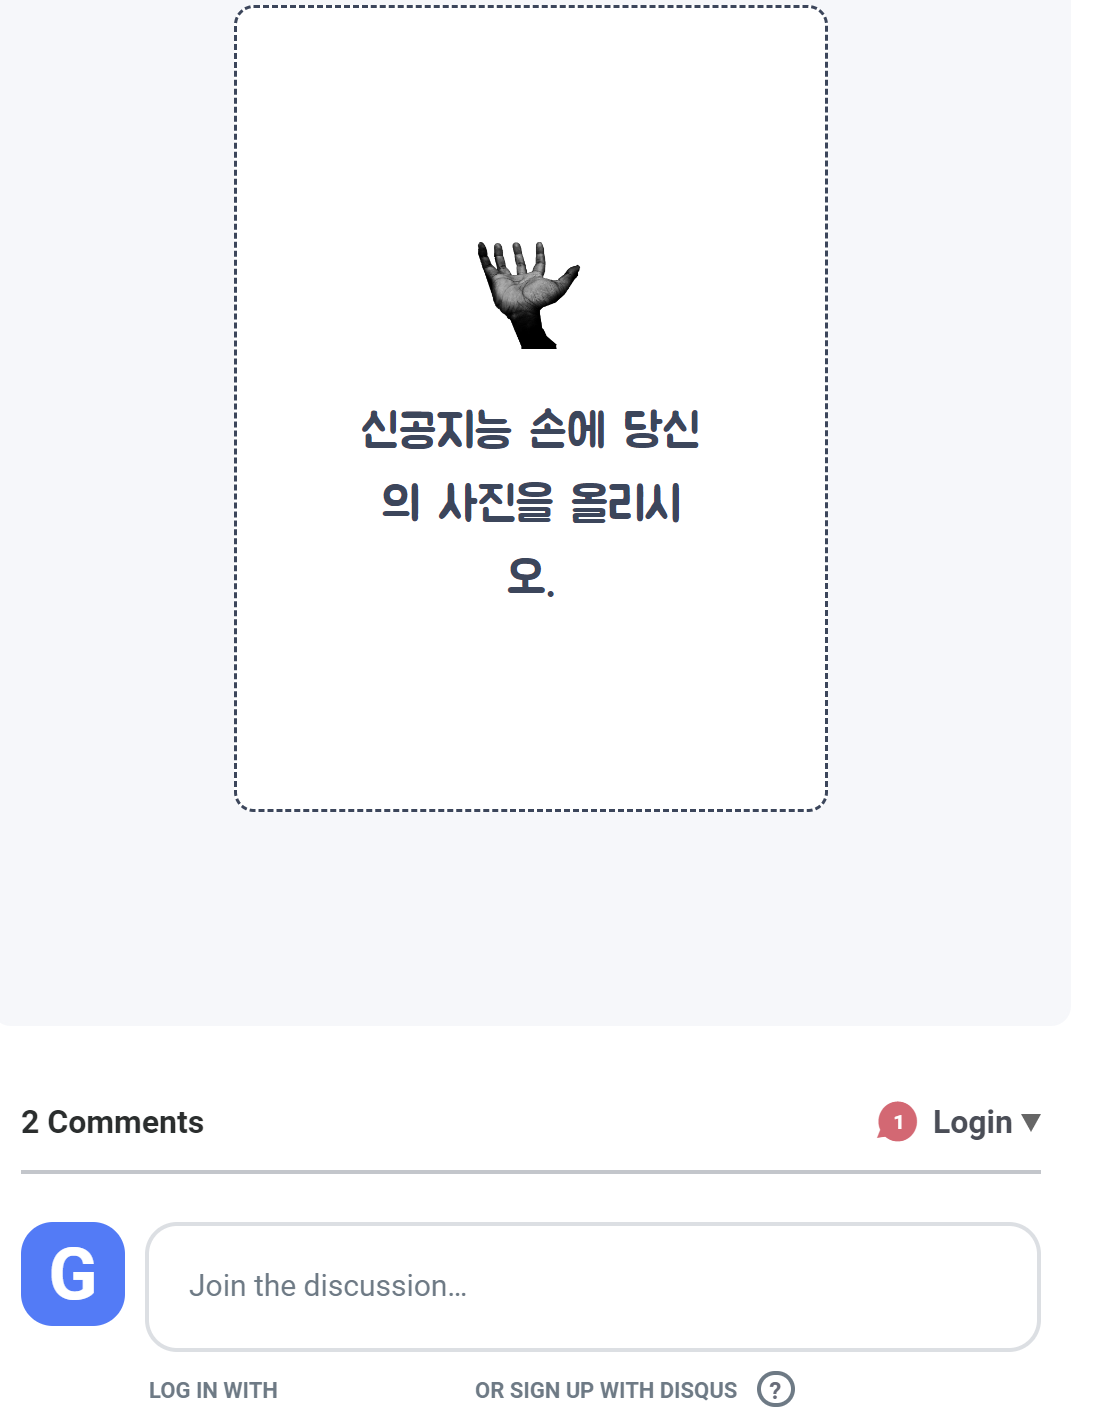 신공지능 손에 당신
의 사진을 올리시
오.
2 Comments
1
Login
G
Join the discussion...
LOG IN WITH
OR SIGN UP WITH DISQUS
?